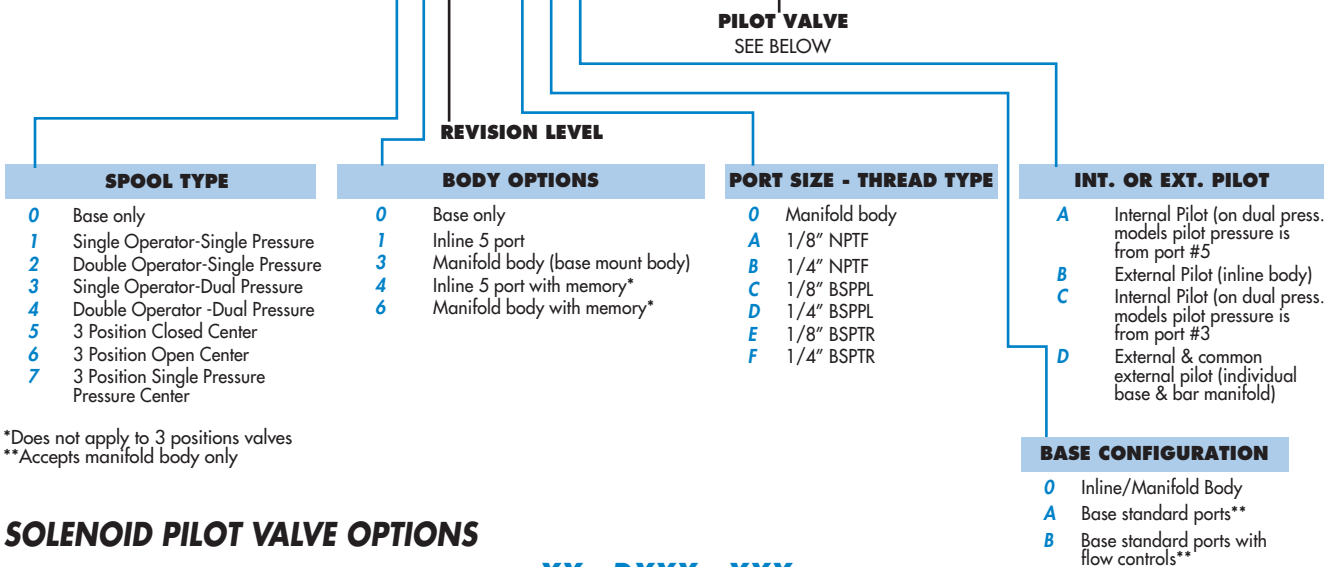 PILOT VALVE
SEE BELOW
REVISION LEVEL
SPOOL TYPE
0 Base only
1 Single Operator-Single Pressure
2 Double Operator-Single Pressure
3 Single Operator-Dual Pressure
4 Double Operator -Dual Pressure
5 3 Position Closed Center
6 3 Position Open Center
7 3 Position Single Pressure
Pressure Center
*Does not apply to 3 positions valves
**Accepts manifold body only
BODY OPTIONS
0 Base only
1 Inline 5 port
3 Manifold body (base mount body)
4 Inline 5 port with memory*
6 Manifold body with memory*
PORT SIZE - THREAD TYPE
0 Manifold body
A 1/8" NPTF
B 1/4" NPTF
C 1/8" BSPPL
D 1/4" BSPPL
E 1/8" BSPTR
F 1/4" BSPTR
INT. OR EXT. PILOT
A Internal Pilot (on dual press.
models pilot pressure is
from port #5
B External Pilot (inline body)
C Internal Pilot (on dual press.
models pilot pressure is
from port #3
D External & common
external pilot (individual
base & bar manifold)
BASE CONFIGURATION
0 Inline/Manifold Body
A Base standard ports**
B Base standard ports with
flow controls**
SOLENOID PILOT VALVE OPTIONS